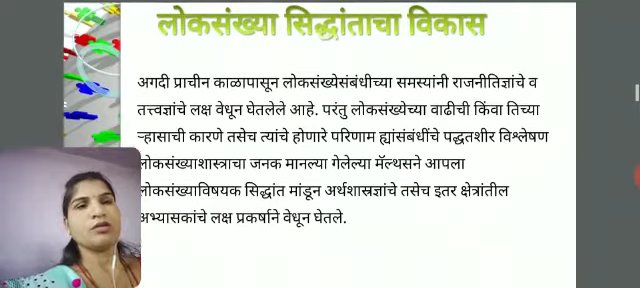 लोकसंख्या सिद्धांताचा विकास
अगदी प्राचीन काळापासून लोकसंख्येसंबंधीच्या समस्यांनी राजनीतिज्ञांचे व
तत्त्वज्ञांचे लक्ष वेधून घेतलेले आहे. परंतु लोकसंख्येच्या वाढीची किंवा तिच्या
ऱ्हासाची कारणे तसेच त्यांचे होणारे परिणाम ह्यांसंबंधींचे पद्धतशीर विश्लेषण
लोकसंख्याशास्त्राचा जनक मानल्या गेलेल्या मॅल्थसने आपला
लोकसंख्याविषयक सिद्धांत मांडून अर्थशास्रज्ञांचे तसेच इतर क्षेत्रांतील
अभ्यासकांचे लक्ष प्रकर्षाने वेधून घेतले.